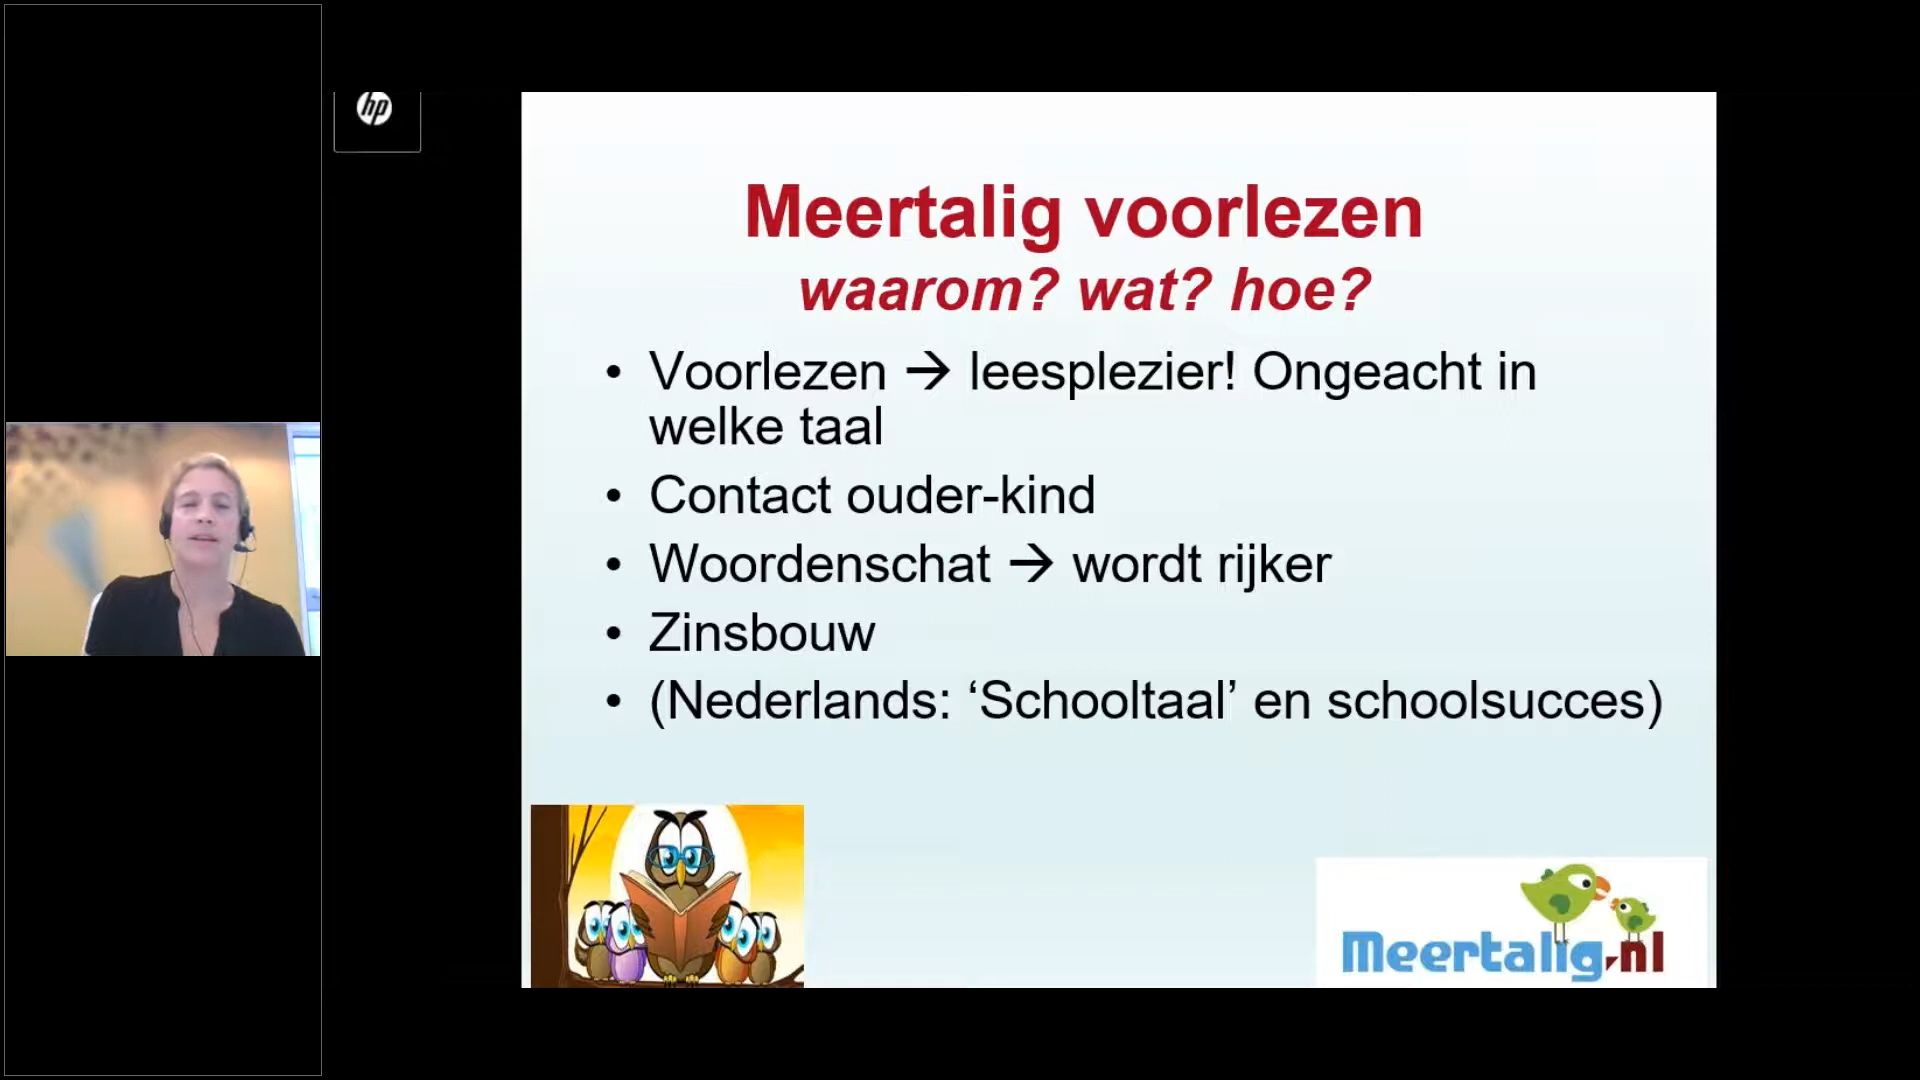 hp
Meertalig voorlezen
waarom? wat? hoe?
• Voorlezen → leesplezier! Ongeacht in
welke taal
• Contact ouder-kind
• Woordenschat → wordt rijker
• Zinsbouw
• (Nederlands: ‘Schooltaal’ en schoolsucces)
Meertalig.nl